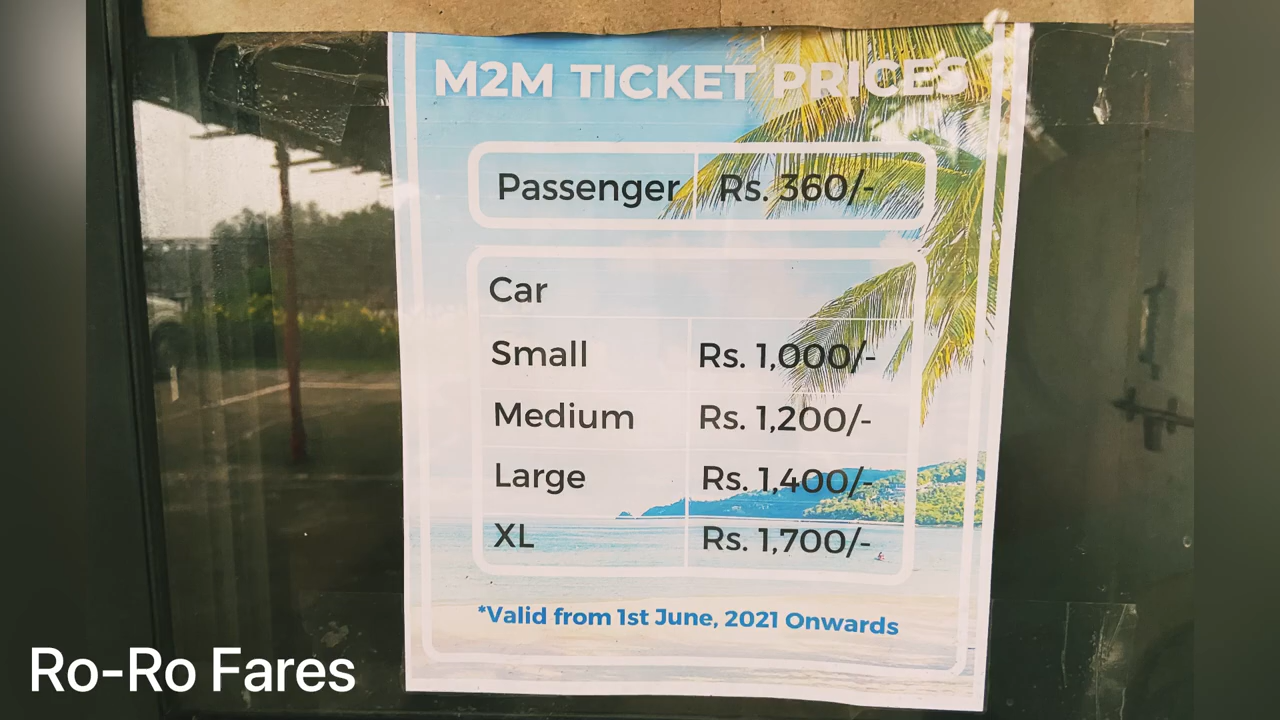 M2M TICKET PRICES
Passenger Rs. 360/-
Car
Small Rs. 1,000/-
Medium Rs. 1,200/-
Large Rs. 1,400/-
XL Rs. 1,700/-
*Valid from 1st June, 2021 Onwards
Ro-Ro Fares